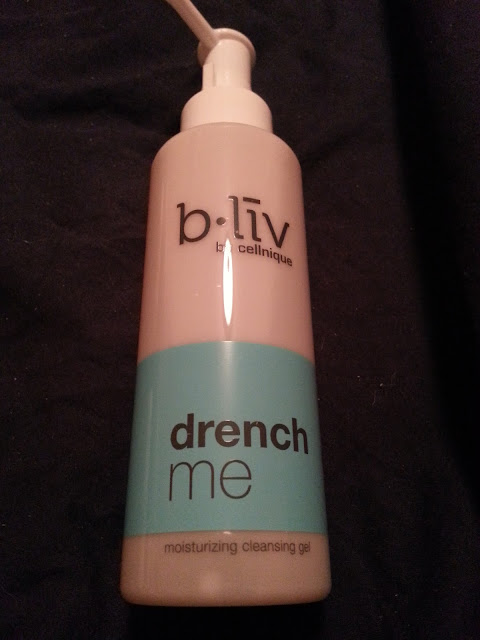 b•līv
by cellnique
drench
me
moisturizing cleansing gel